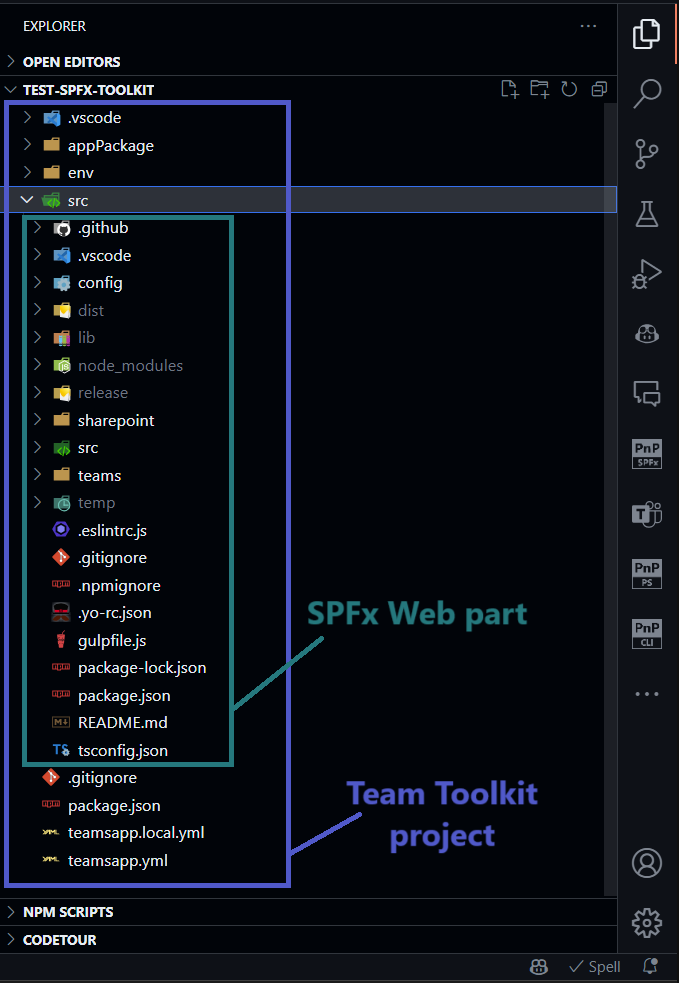 EXPLORER
OPEN EDITORS
TEST-SPFX-TOOLKIT
.vscode
appPackage
env
src
.github
.vscode
config
dist
lib
node_modules
release
sharepoint
src
teams
temp
.eslintrc.js
.gitignore
.npmignore
.yo-rc.json
gulpfile.js
package-lock.json
package.json
README.md
TS tsconfig.json
.gitignore
package.json
teamsapp.local.yml
teamsapp.yml
SPFx Web part
Team Toolkit
project
NPM SCRIPTS
CODETOUR
PnP
SPFx
T
PnP
PS
PnP
CLI
Spell